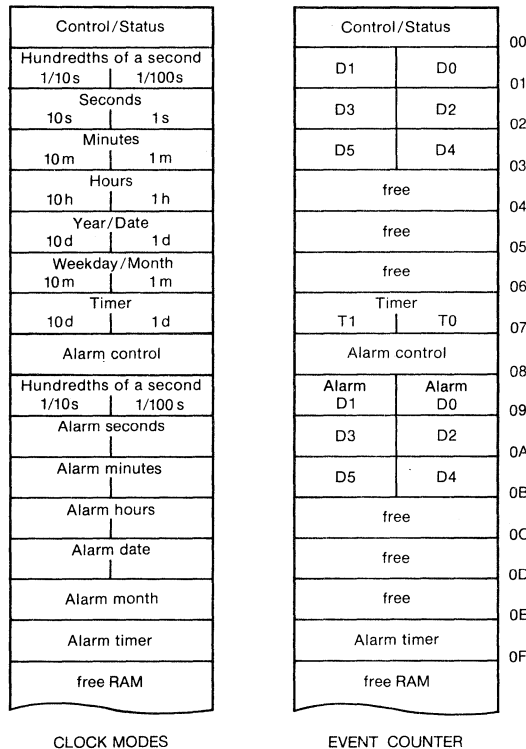 Control/Status
Hundredths of a second
1/10s 1/100s
Seconds
10s 1s
Minutes
10m 1m
Hours
10h 1h
Year/Date
10d 1d
Weekday/Month
10m 1m
Timer
10d 1d
Alarm control
Hundredths of a second
1/10s 1/100s
Alarm seconds
Alarm minutes
Alarm hours
Alarm date
Alarm month
Alarm timer
free RAM
CLOCK MODES
Control/Status
00
D1 D0
01
D3 D2
02
D5 D4
03
free
04
free
05
free
06
Timer
T1 T0
07
Alarm control
08
Alarm Alarm
D1 D0
09
D3 D2
0A
D5 D4
0B
free
0C
free
0D
free
0E
Alarm timer
0F
free RAM
EVENT COUNTER